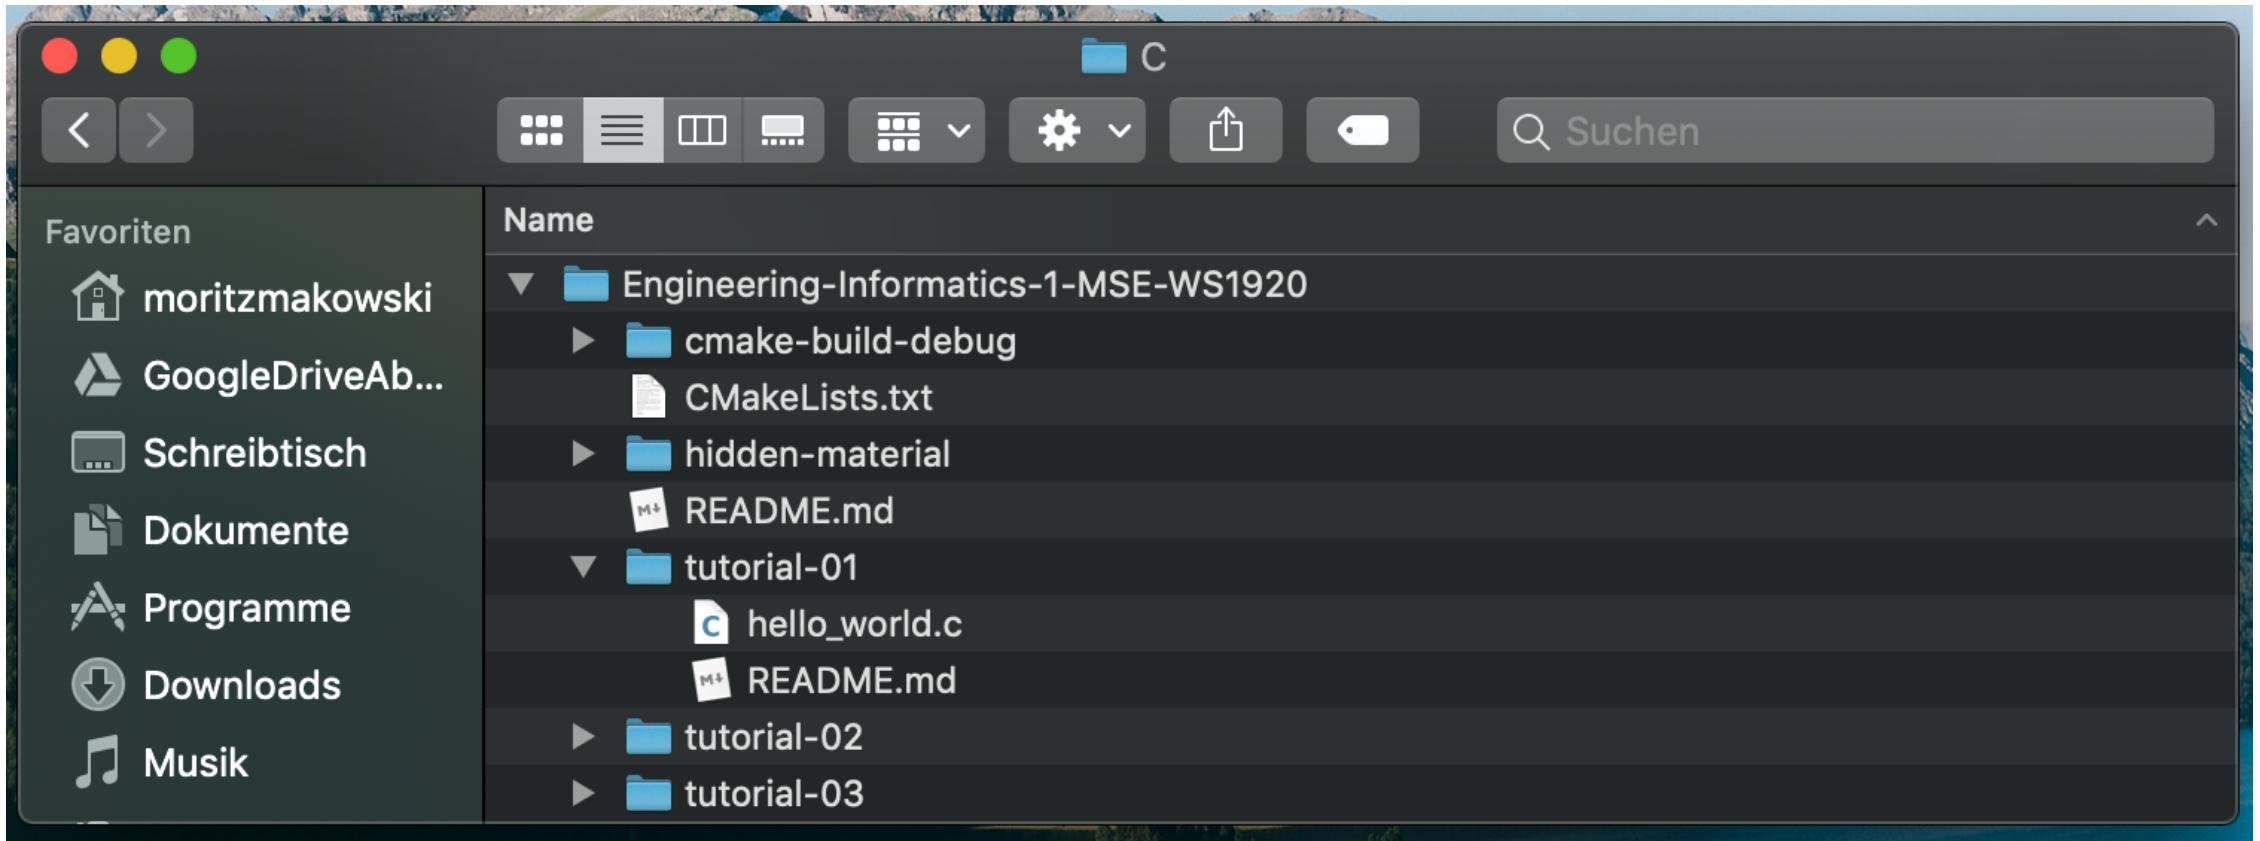 C
Suchen
Favoriten
moritzmakowski
GoogleDriveAb...
Schreibtisch
Dokumente
Programme
Downloads
Musik
Name
Engineering-Informatics-1-MSE-WS1920
cmake-build-debug
CMakeLists.txt
hidden-material
README.md
tutorial-01
hello_world.c
README.md
tutorial-02
tutorial-03